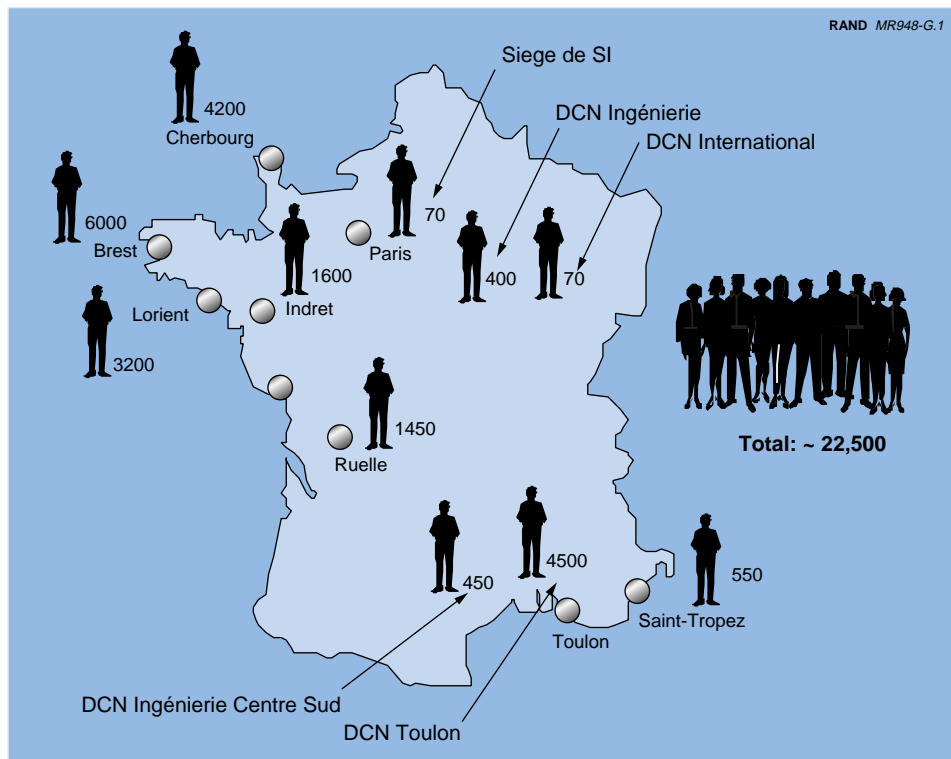 RAND MR948-G.1
Siege de SI
4200
DCN Ingénierie
Cherbourg
DCN International
6000
70
Brest
Paris
1600
400
70
Lorient
Indret
3200
1450
Total: ~ 22,500
Ruelle
4500
550
450
Saint-Tropez
Toulon
DCN Ingénierie Centre Sud
DCN Toulon